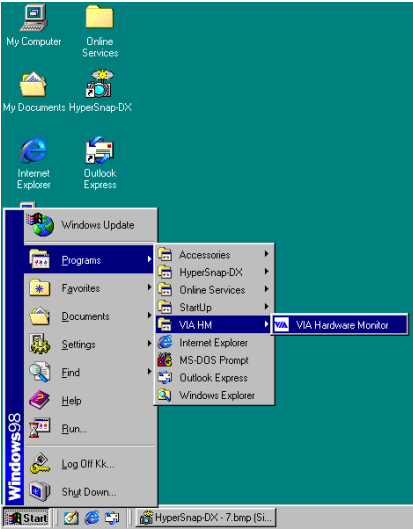 My Computer
Online
Services
My Documents
HyperSnap-DX
Internet
Explorer
Outlook
Express
Windows Update
Programs
Favorites
Documents
Settings
Find
Help
Run...
Log Off Kk...
Shut Down...
Windows98
Accessories
HyperSnap-DX
Online Services
StartUp
VIA HM
Internet Explorer
MS-DOS Prompt
Outlook Express
Windows Explorer
VIA
VIA Hardware Monitor
Start
HyperSnap-DX - 7.bmp (Si...